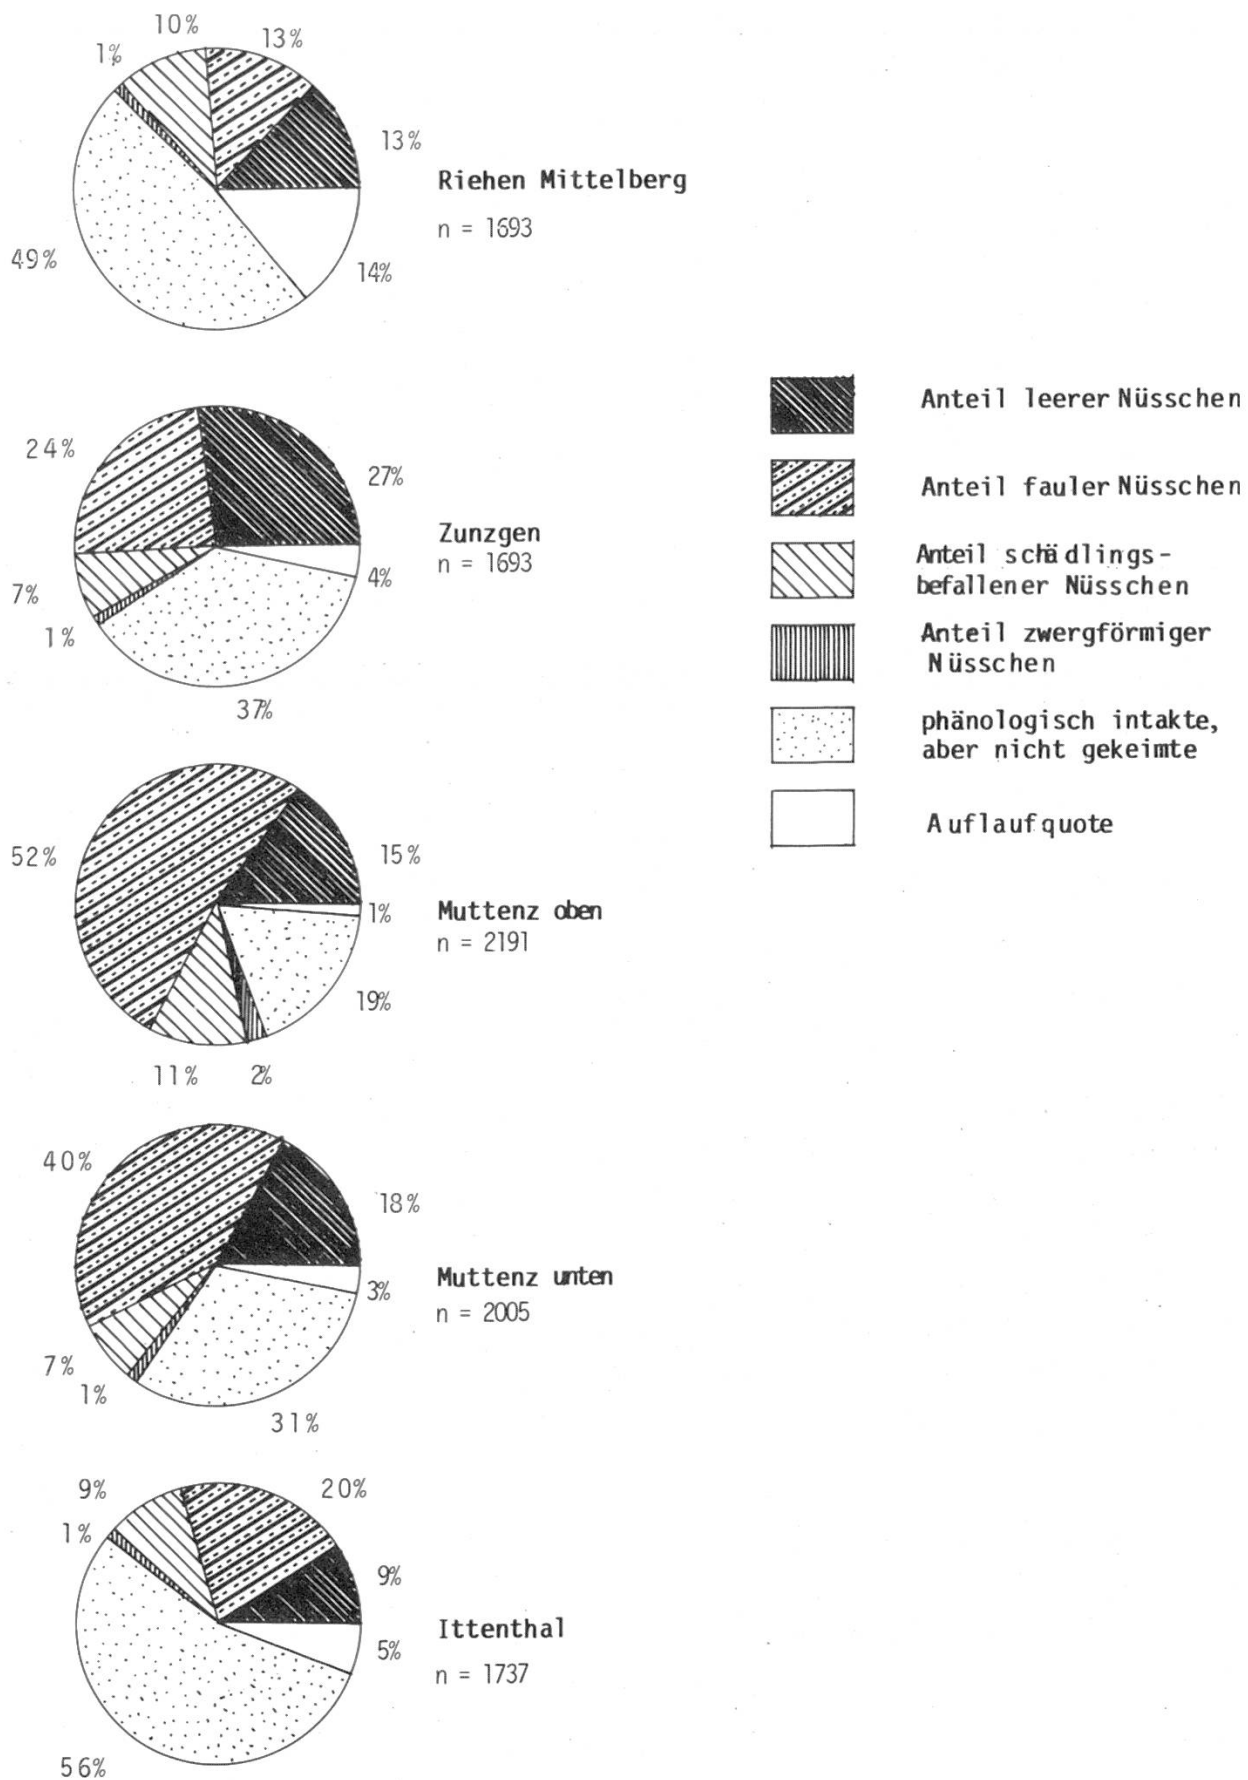 10%
13%
1%
13%
Riehen Mittelberg
n = 1693
49%
14%
24%
27%
Zunzgen
n = 1693
4%
7%
1%
37%
52%
15%
1%
Muttenz oben
n = 2191
19%
11%
2%
40%
18%
Muttenz unten
3%
n = 2005
7%
1%
31%
9%
20%
1%
9%
Ittenthal
5%
n = 1737
56%
Anteil leerer Nüsschen
Anteil fauler Nüsschen
Anteil schädlings-
befallener Nüsschen
Anteil zwergförmiger
Nüsschen
phänologisch intakte,
aber nicht gekeimte
Auflaufquote